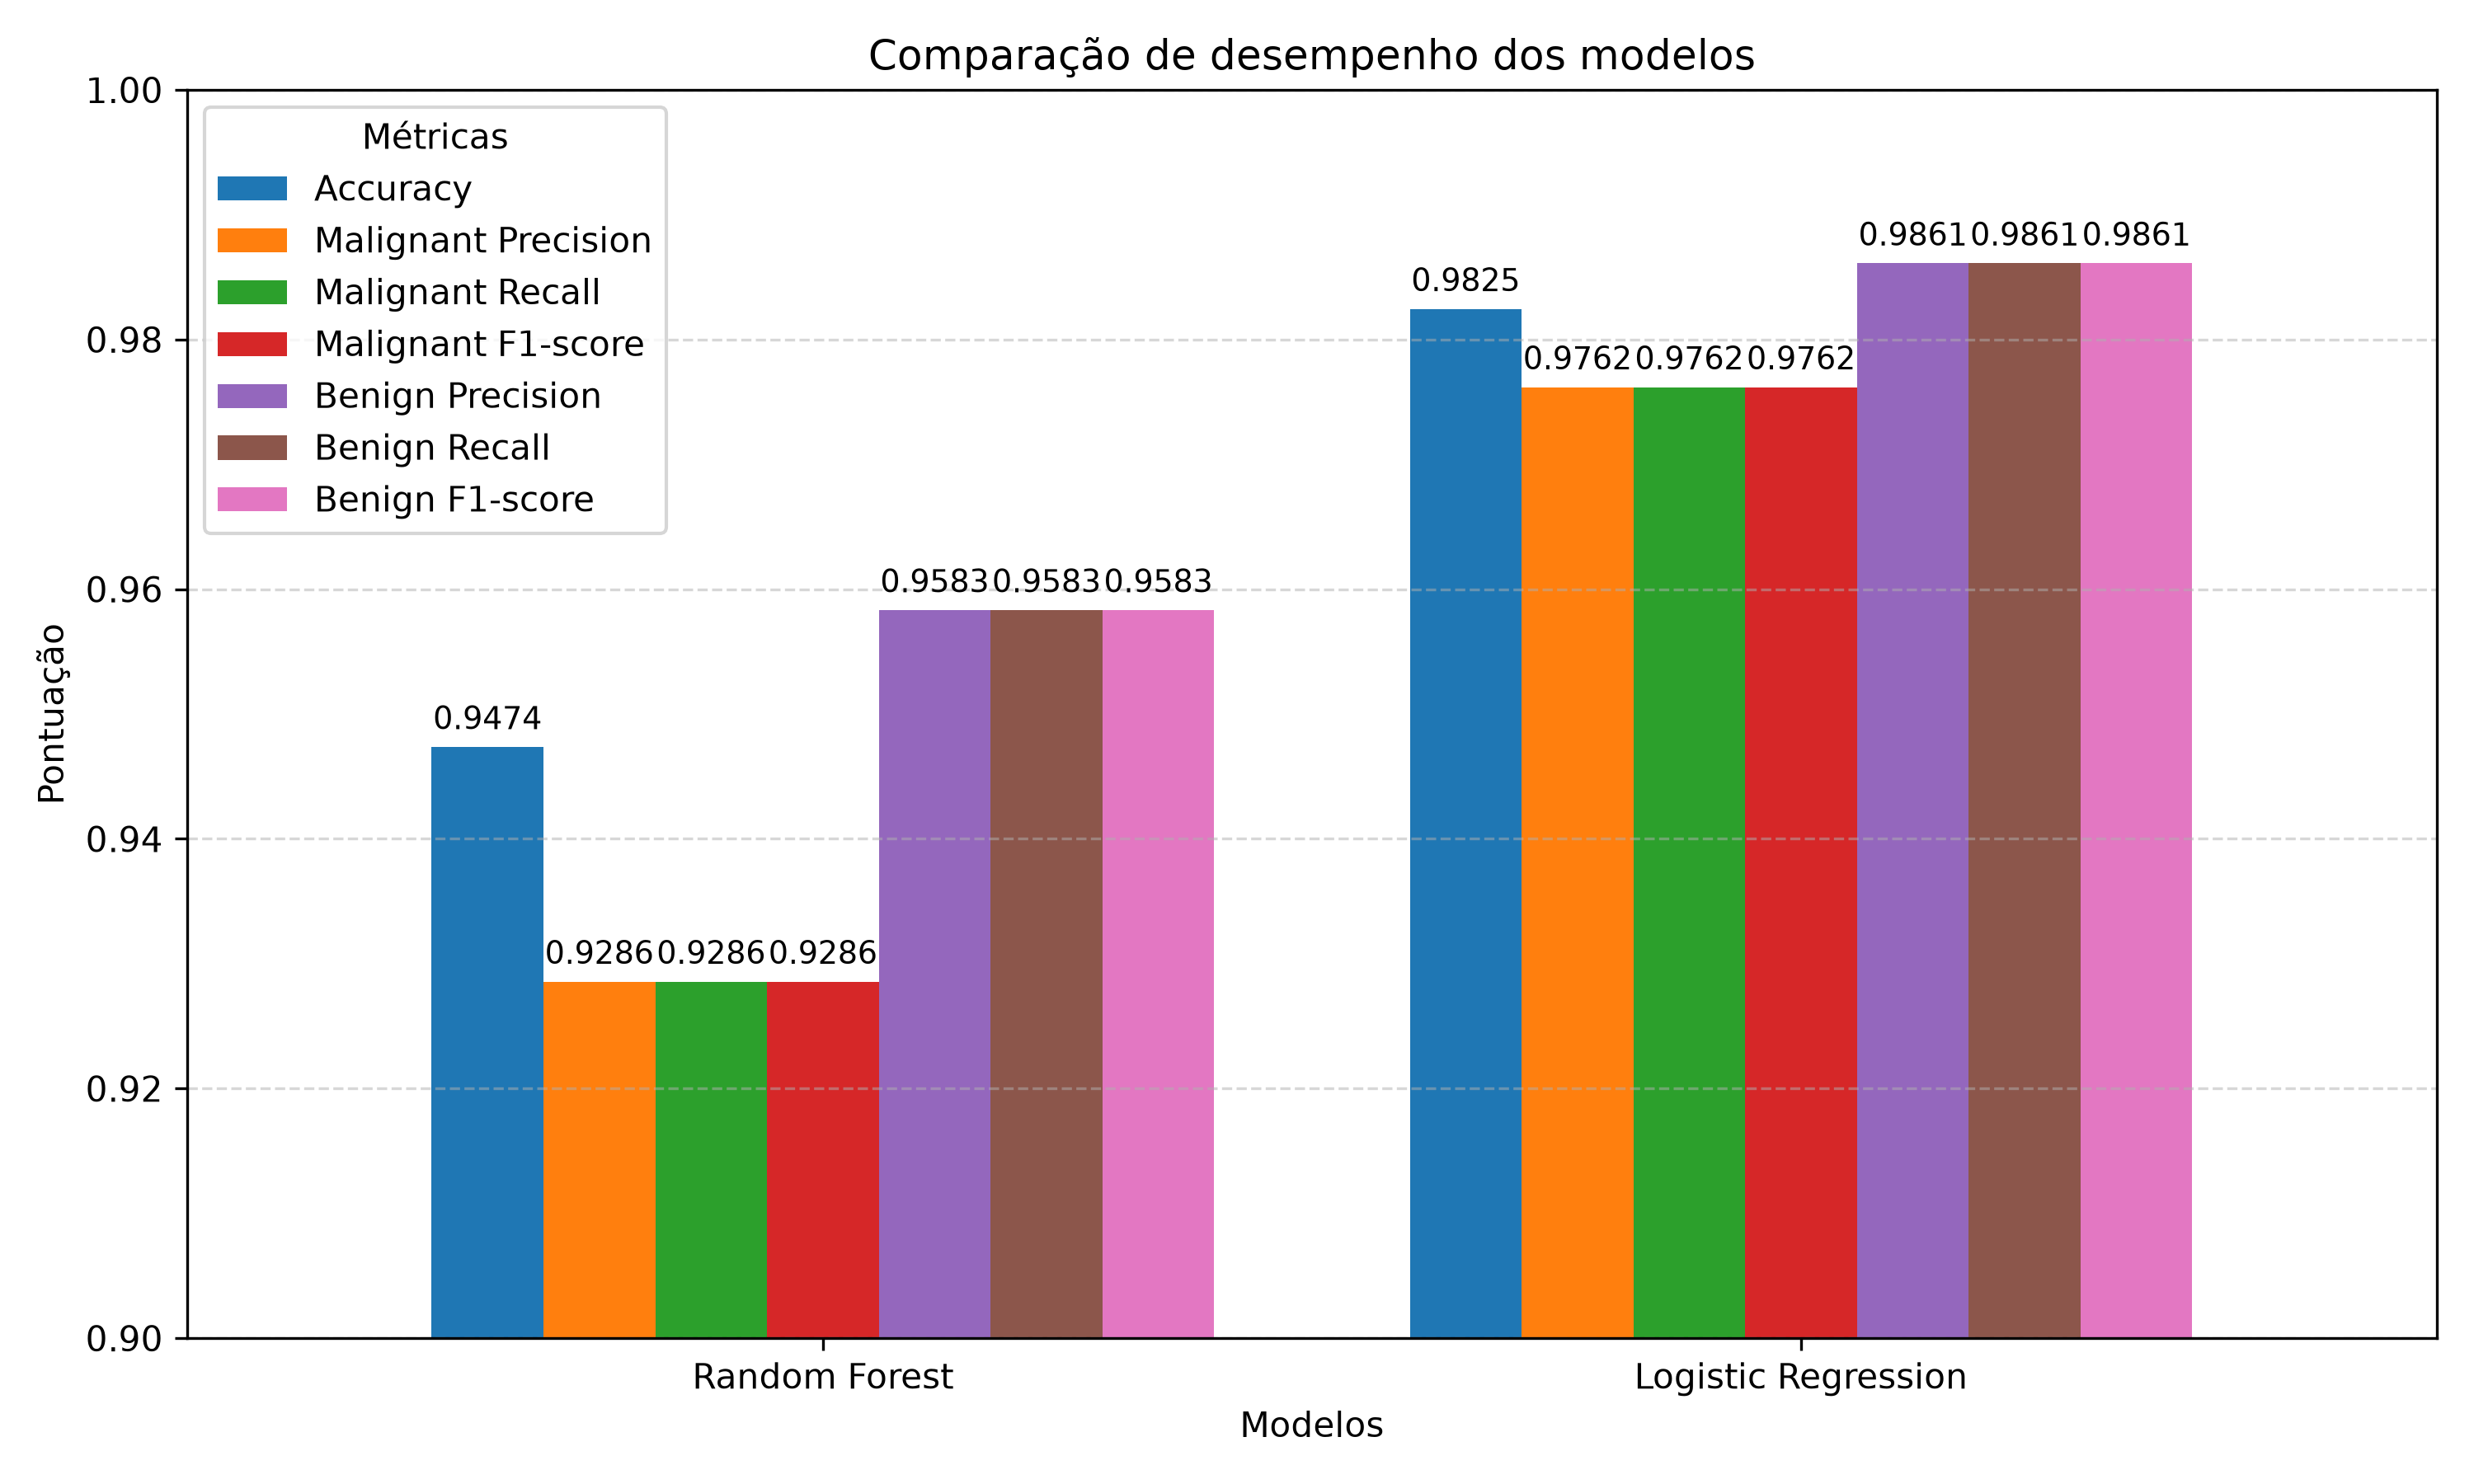 Comparação de desempenho dos modelos
1.00
0.98
0.96
0.94
0.92
0.90
Pontuação
Métricas
Accuracy
Malignant Precision
Malignant Recall
Malignant F1-score
Benign Precision
Benign Recall
Benign F1-score
0.9474
0.9286 0.9286 0.9286
0.9583 0.9583 0.9583
0.9825
0.9762 0.9762 0.9762
0.9861 0.9861 0.9861
Random Forest
Logistic Regression
Modelos